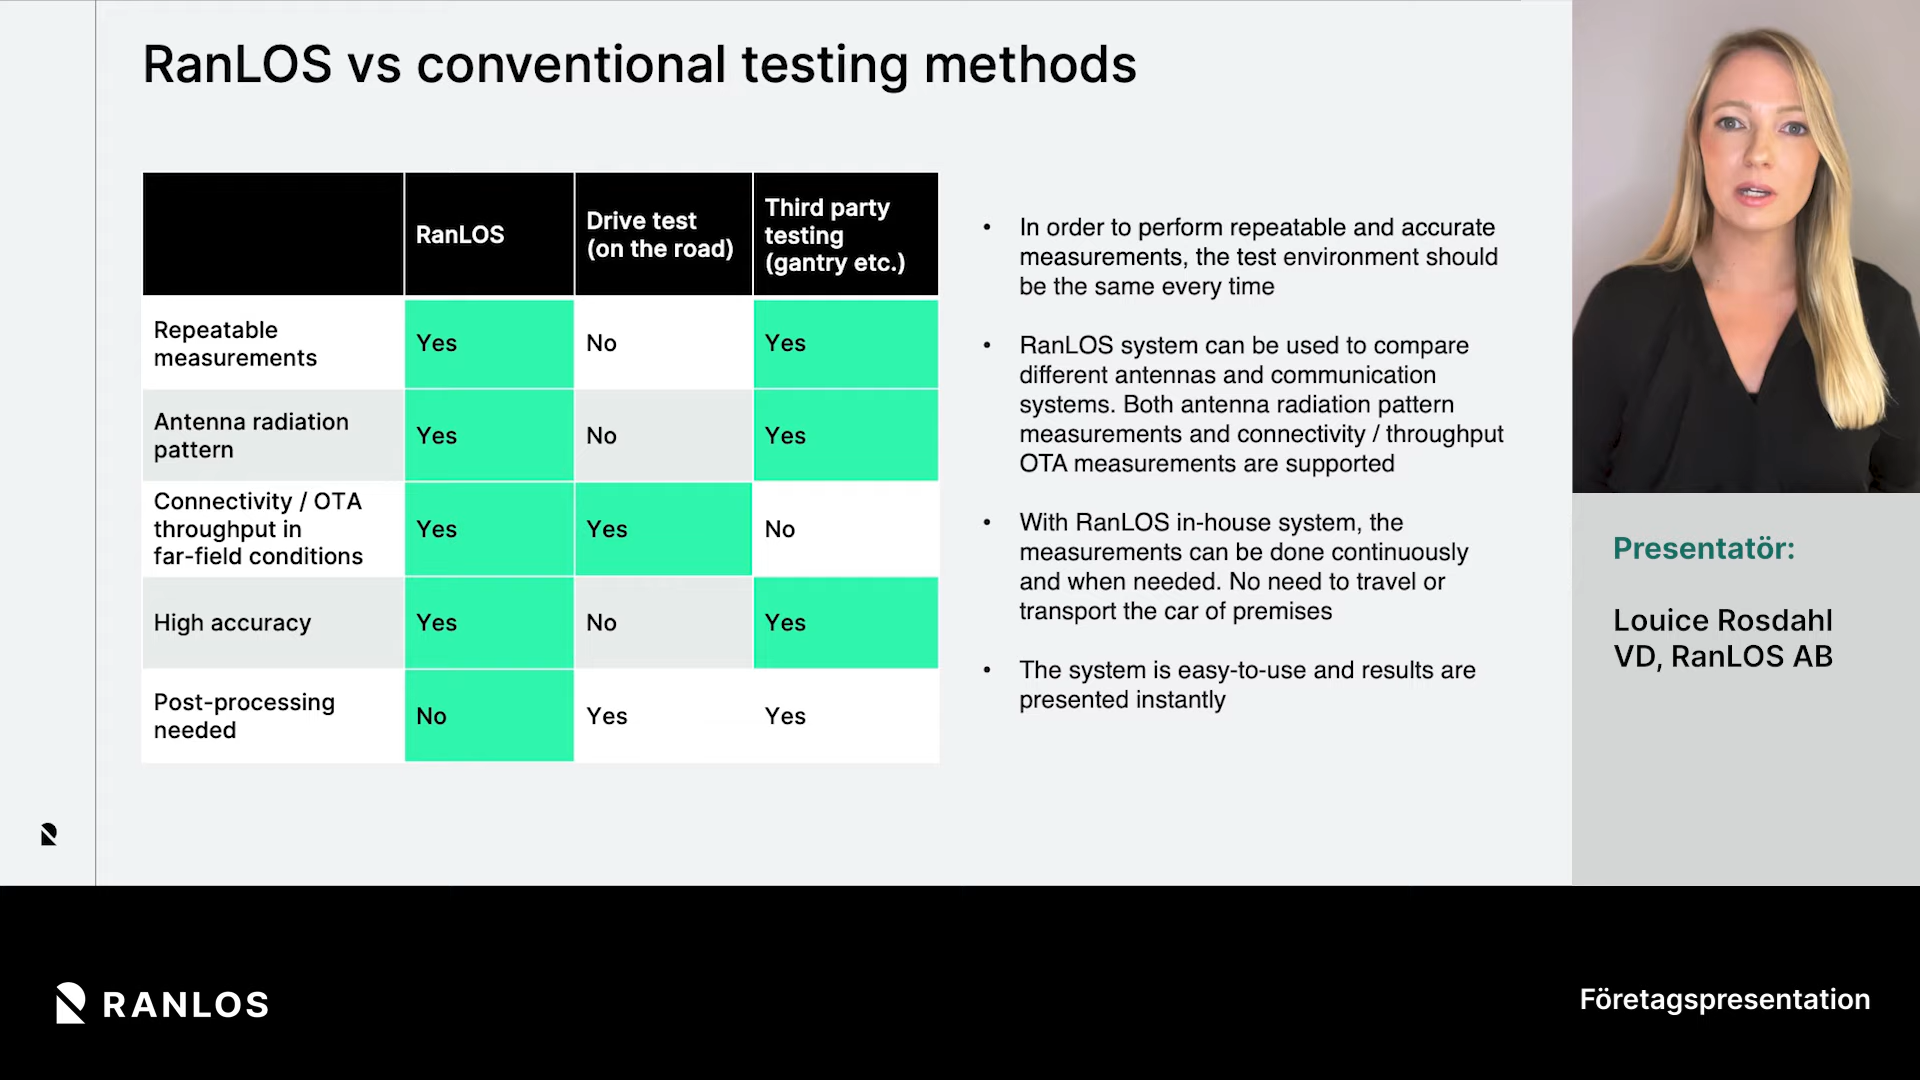 RanLOS vs conventional testing methods
RanLOS
Drive test
(on the road)
Third party
testing
(gantry etc.)
Repeatable
measurements
Yes
No
Yes
Antenna radiation
pattern
Yes
No
Yes
Connectivity / OTA
throughput in
far-field conditions
Yes
Yes
No
High accuracy
Yes
No
Yes
Post-processing
needed
No
Yes
Yes
• In order to perform repeatable and accurate
measurements, the test environment should
be the same every time
• RanLOS system can be used to compare
different antennas and communication
systems. Both antenna radiation pattern
measurements and connectivity / throughput
OTA measurements are supported
• With RanLOS in-house system, the
measurements can be done continuously
and when needed. No need to travel or
transport the car of premises
• The system is easy-to-use and results are
presented instantly
Presentatör:
Louice Rosdahl
VD, RanLOS AB
RANLOS
Företagspresentation